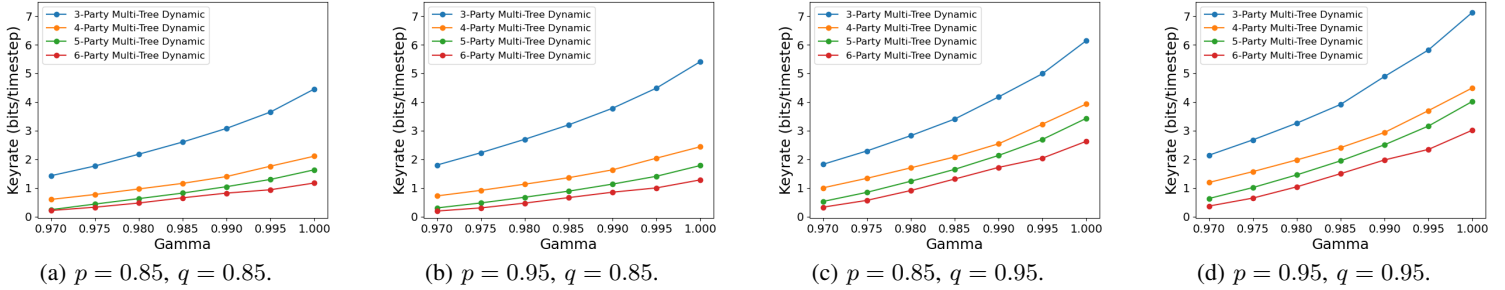 7
6
5
4
3
2
1
0
Keyrate (bits/timestep)
3-Party Multi-Tree Dynamic
4-Party Multi-Tree Dynamic
5-Party Multi-Tree Dynamic
6-Party Multi-Tree Dynamic
0.970 0.975 0.980 0.985 0.990 0.995 1.000
Gamma
(a) p = 0.85, q = 0.85.
7
6
5
4
3
2
1
0
Keyrate (bits/timestep)
3-Party Multi-Tree Dynamic
4-Party Multi-Tree Dynamic
5-Party Multi-Tree Dynamic
6-Party Multi-Tree Dynamic
0.970 0.975 0.980 0.985 0.990 0.995 1.000
Gamma
(b) p = 0.95, q = 0.85.
7
6
5
4
3
2
1
0
Keyrate (bits/timestep)
3-Party Multi-Tree Dynamic
4-Party Multi-Tree Dynamic
5-Party Multi-Tree Dynamic
6-Party Multi-Tree Dynamic
0.970 0.975 0.980 0.985 0.990 0.995 1.000
Gamma
(c) p = 0.85, q = 0.95.
7
6
5
4
3
2
1
0
Keyrate (bits/timestep)
3-Party Multi-Tree Dynamic
4-Party Multi-Tree Dynamic
5-Party Multi-Tree Dynamic
6-Party Multi-Tree Dynamic
0.970 0.975 0.980 0.985 0.990 0.995 1.000
Gamma
(d) p = 0.95, q = 0.95.